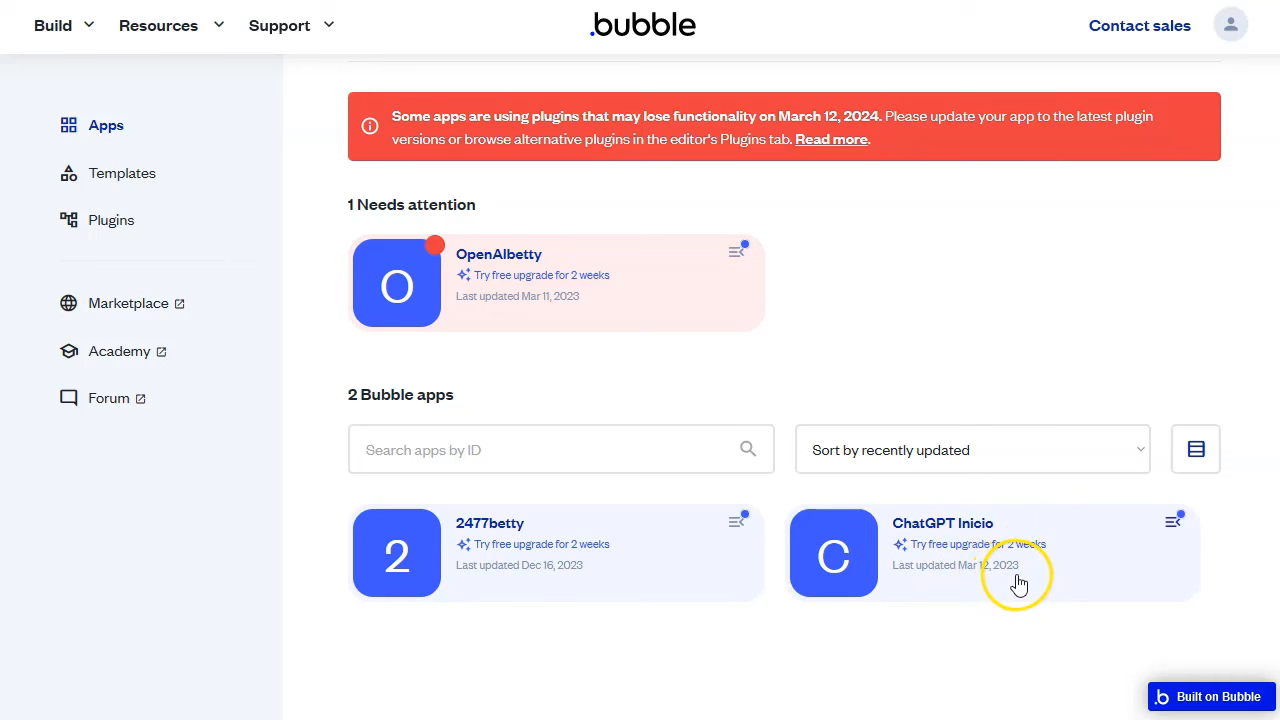 Build Resources Support .bubble Contact sales
Apps
Templates
Plugins
Marketplace
Academy
Forum
Some apps are using plugins that may lose functionality on March 12, 2024. Please update your app to the latest plugin
versions or browse alternative plugins in the editor's Plugins tab. Read more.
1 Needs attention
O
OpenAIbetty
Try free upgrade for 2 weeks
Last updated Mar 11, 2023
2 Bubble apps
Search apps by ID
Sort by recently updated
2
2477betty
Try free upgrade for 2 weeks
Last updated Dec 16, 2023
C
ChatGPT Inicio
Try free upgrade for 2 weeks
Last updated Mar 12, 2023
b Built on Bubble